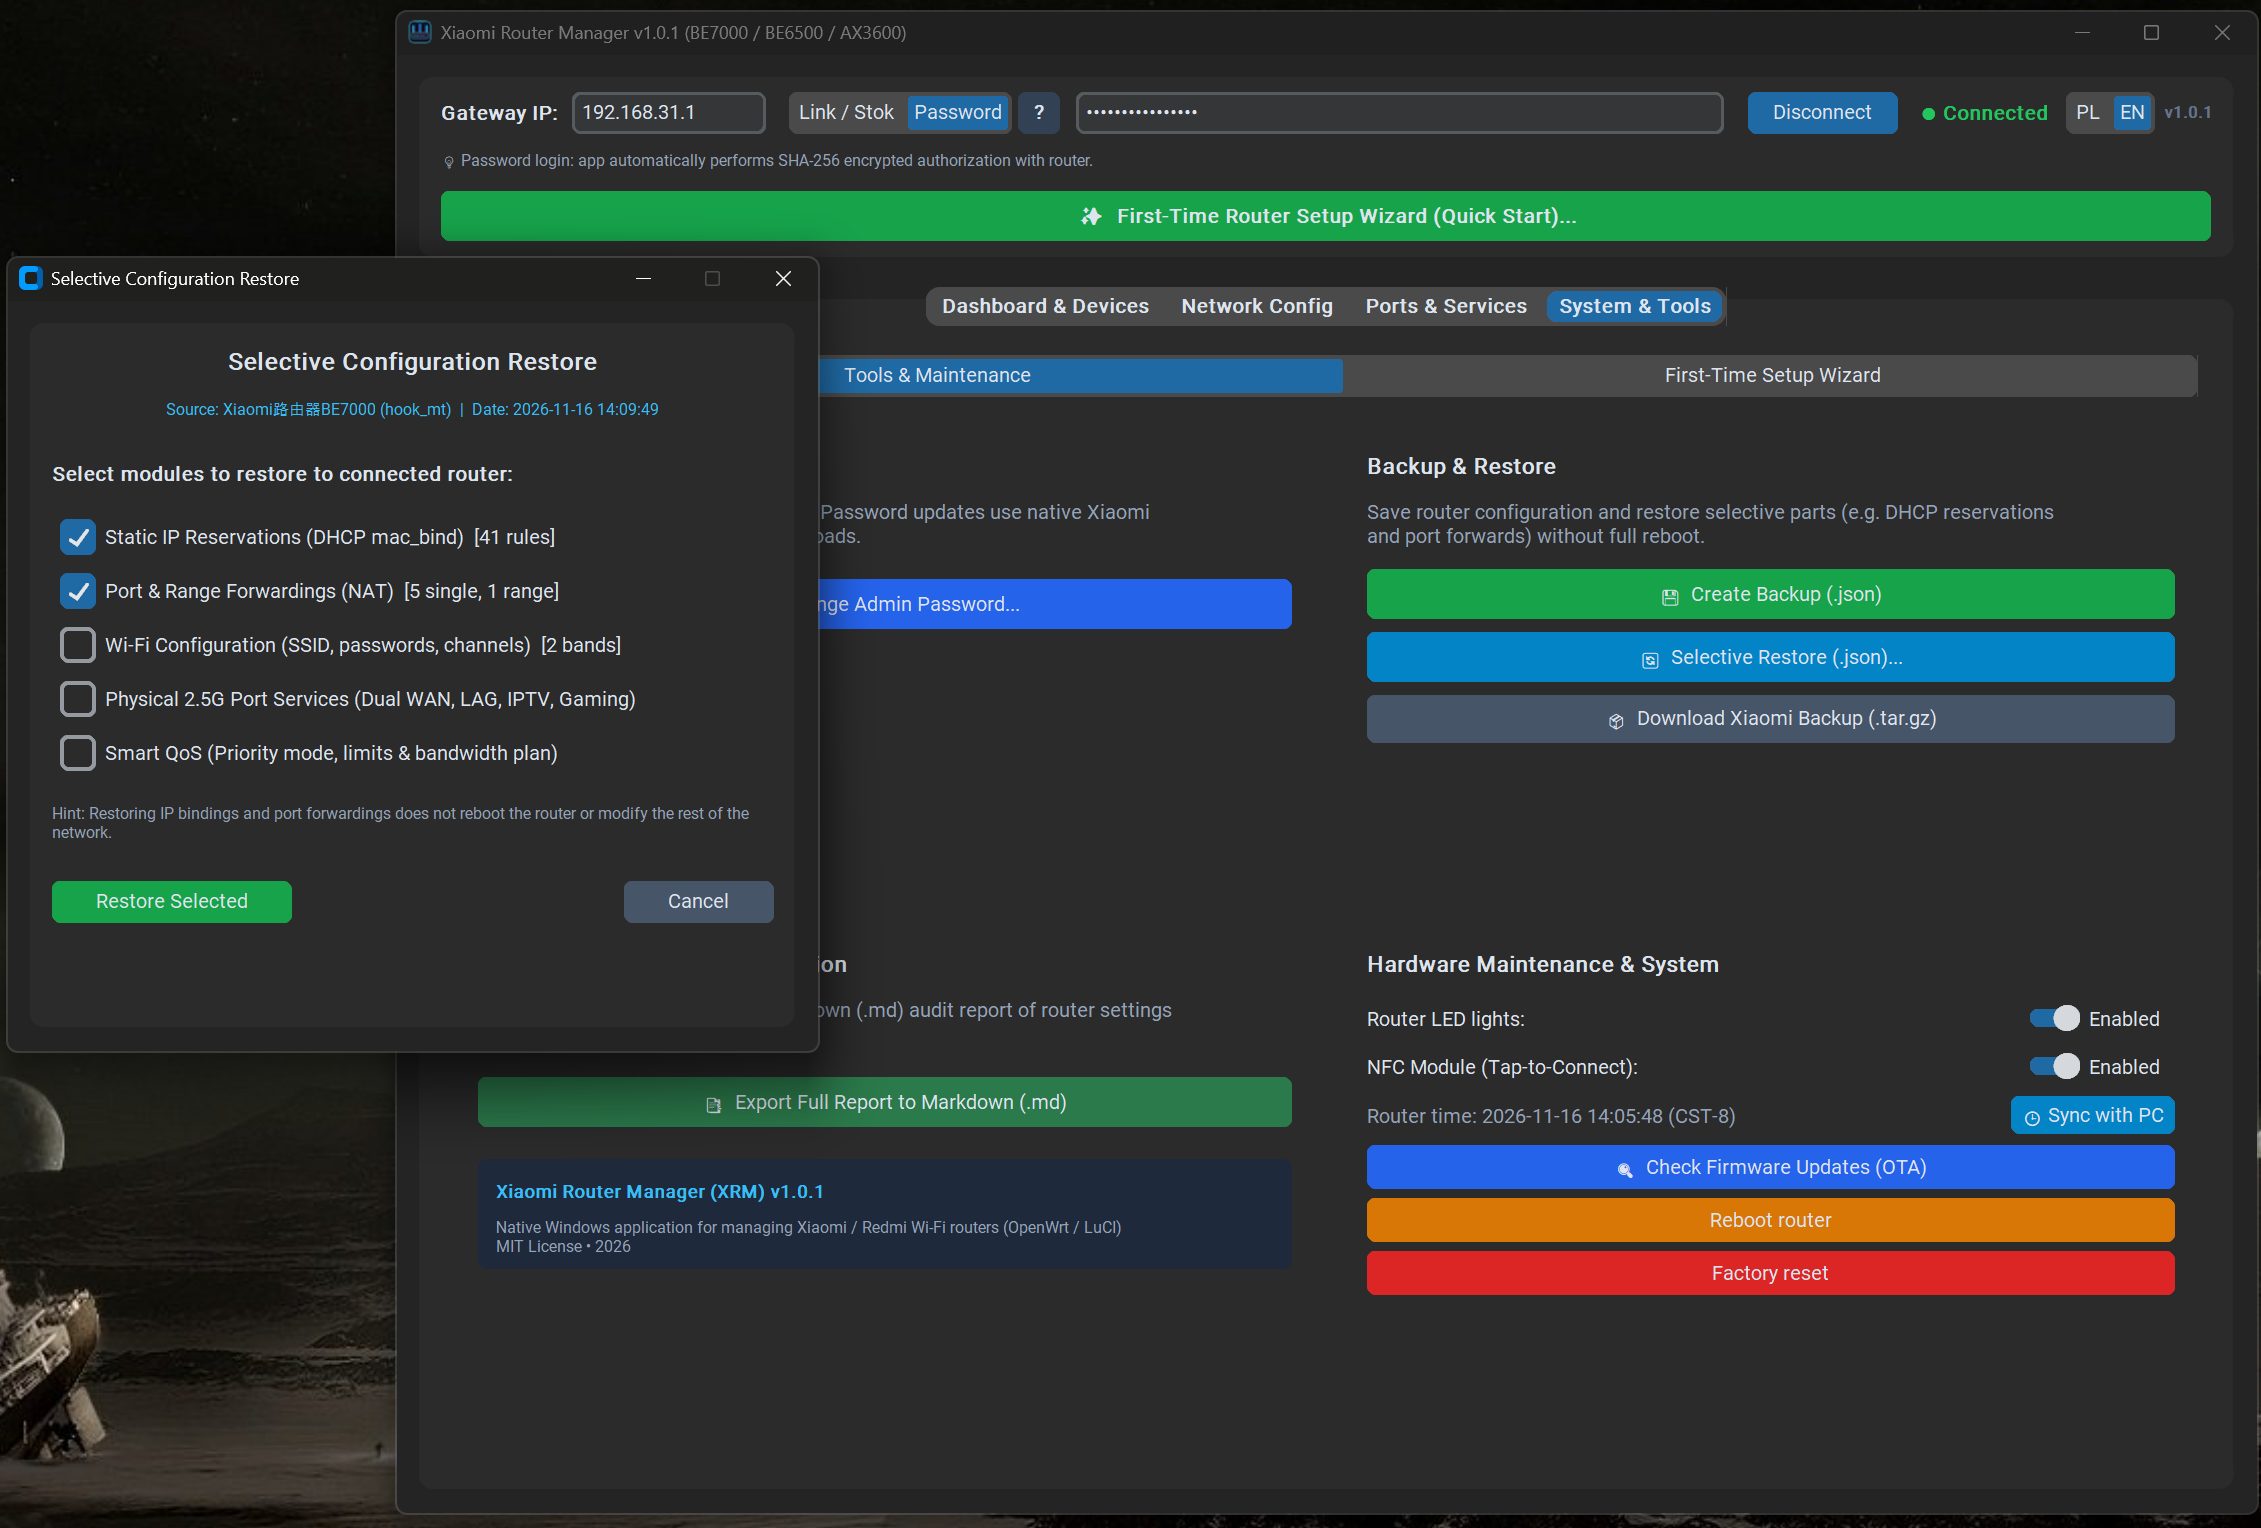 Xiaomi Router Manager v1.0.1 (BE7000 / BE6500 / AX3600)
Gateway IP: 192.168.31.1 Link / Stok Password ? •••••••••••••••• Disconnect ● Connected PL EN v1.0.1
Password login: app automatically performs SHA-256 encrypted authorization with router.
First-Time Router Setup Wizard (Quick Start)...
Dashboard & Devices Network Config Ports & Services System & Tools
Tools & Maintenance First-Time Setup Wizard
Selective Configuration Restore
Selective Configuration Restore
Source: Xiaomi路由器BE7000 (hook_mt) | Date: 2026-11-16 14:09:49
Select modules to restore to connected router:
Static IP Reservations (DHCP mac_bind) [41 rules]
Port & Range Forwardings (NAT) [5 single, 1 range]
Wi-Fi Configuration (SSID, passwords, channels) [2 bands]
Physical 2.5G Port Services (Dual WAN, LAG, IPTV, Gaming)
Smart QoS (Priority mode, limits & bandwidth plan)
Hint: Restoring IP bindings and port forwardings does not reboot the router or modify the rest of the
network.
Restore Selected Cancel
Password updates use native Xiaomi
oads.
nge Admin Password...
Backup & Restore
Save router configuration and restore selective parts (e.g. DHCP reservations
and port forwards) without full reboot.
Create Backup (.json)
Selective Restore (.json)...
Download Xiaomi Backup (.tar.gz)
ion
own (.md) audit report of router settings
Export Full Report to Markdown (.md)
Xiaomi Router Manager (XRM) v1.0.1
Native Windows application for managing Xiaomi / Redmi Wi-Fi routers (OpenWrt / LuCI)
MIT License • 2026
Hardware Maintenance & System
Router LED lights: Enabled
NFC Module (Tap-to-Connect): Enabled
Router time: 2026-11-16 14:05:48 (CST-8) Sync with PC
Check Firmware Updates (OTA)
Reboot router
Factory reset